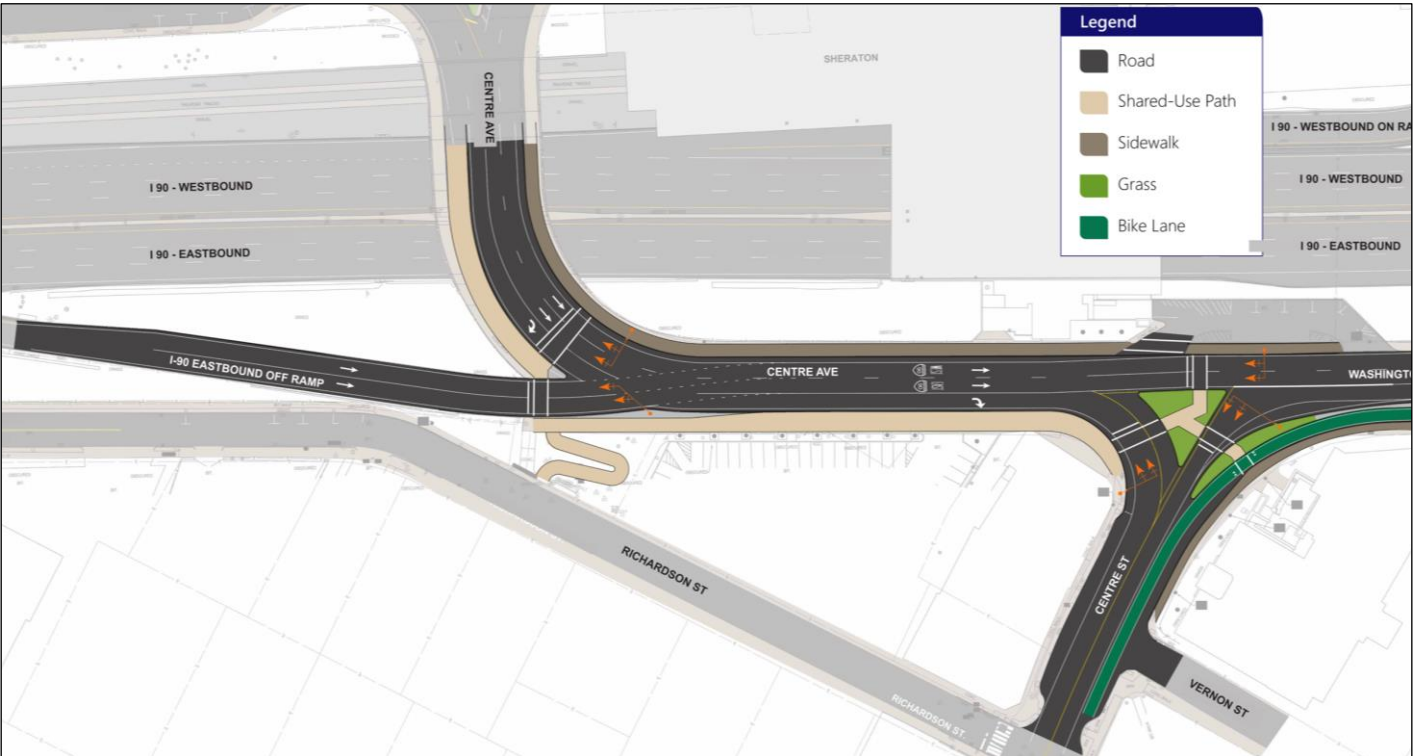 Legend
Road
Shared-Use Path
Sidewalk
Grass
Bike Lane
SHERATON
CENTRE AVE
I 90 - WESTBOUND
I 90 - EASTBOUND
I 90 - WESTBOUND ON RA
I 90 - WESTBOUND
I 90 - EASTBOUND
I-90 EASTBOUND OFF RAMP
CENTRE AVE
WASHINGTO
RICHARDSON ST
CENTRE ST
VERNON ST
RICHARDSON ST